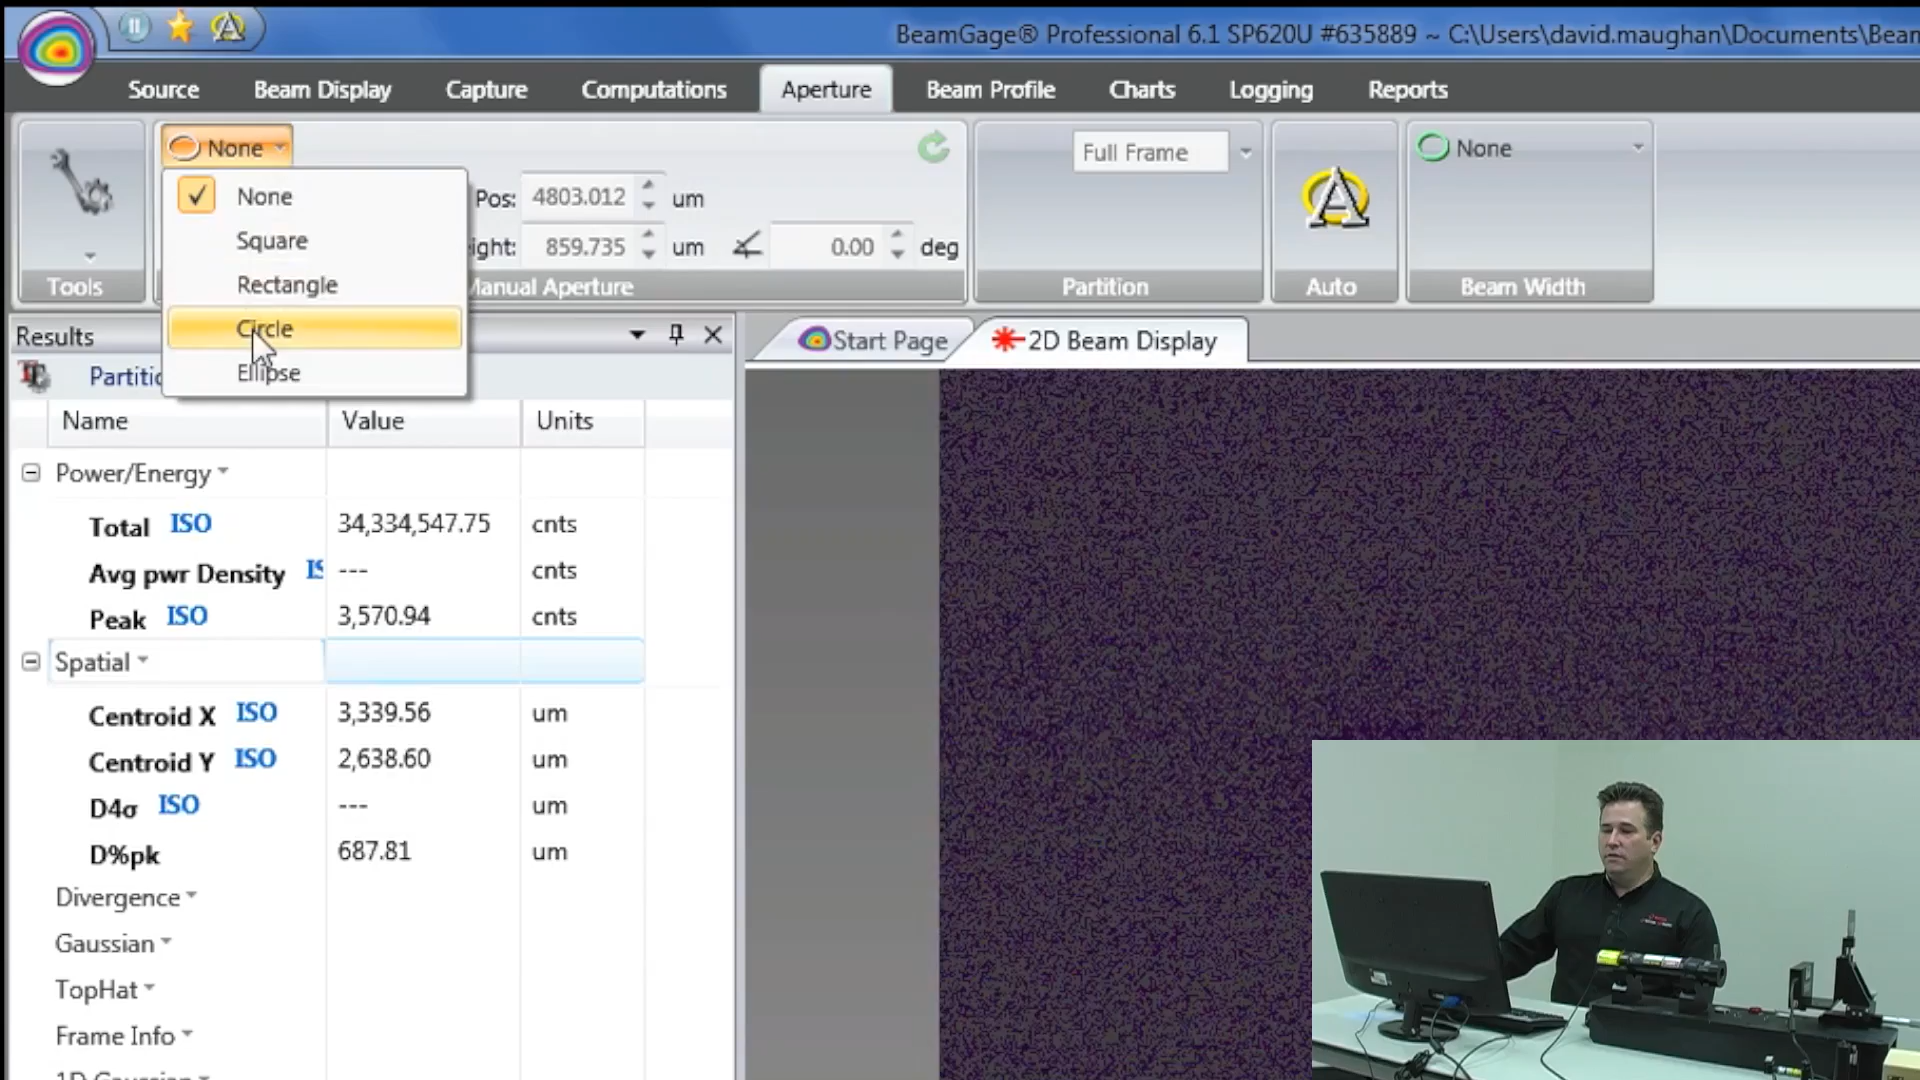 BeamGage® Professional 6.1 SP620U #635889 ~ C:\Users\david.maughan\Documents\Beam
Source Beam Display Capture Computations Aperture Beam Profile Charts Logging Reports
None Full Frame None
None
Square
Rectangle
Circle
Ellipse
Pos: 4803.012 um
ight: 859.735 um 0.00 deg
Tools Manual Aperture Partition Auto Beam Width
Results
Start Page 2D Beam Display
Partitio
Name Value Units
Power/Energy
Total ISO 34,334,547.75 cnts
Avg pwr Density IS --- cnts
Peak ISO 3,570.94 cnts
Spatial
Centroid X ISO 3,339.56 um
Centroid Y ISO 2,638.60 um
D4σ ISO --- um
D%pk 687.81 um
Divergence
Gaussian
TopHat
Frame Info
1D Gaussian